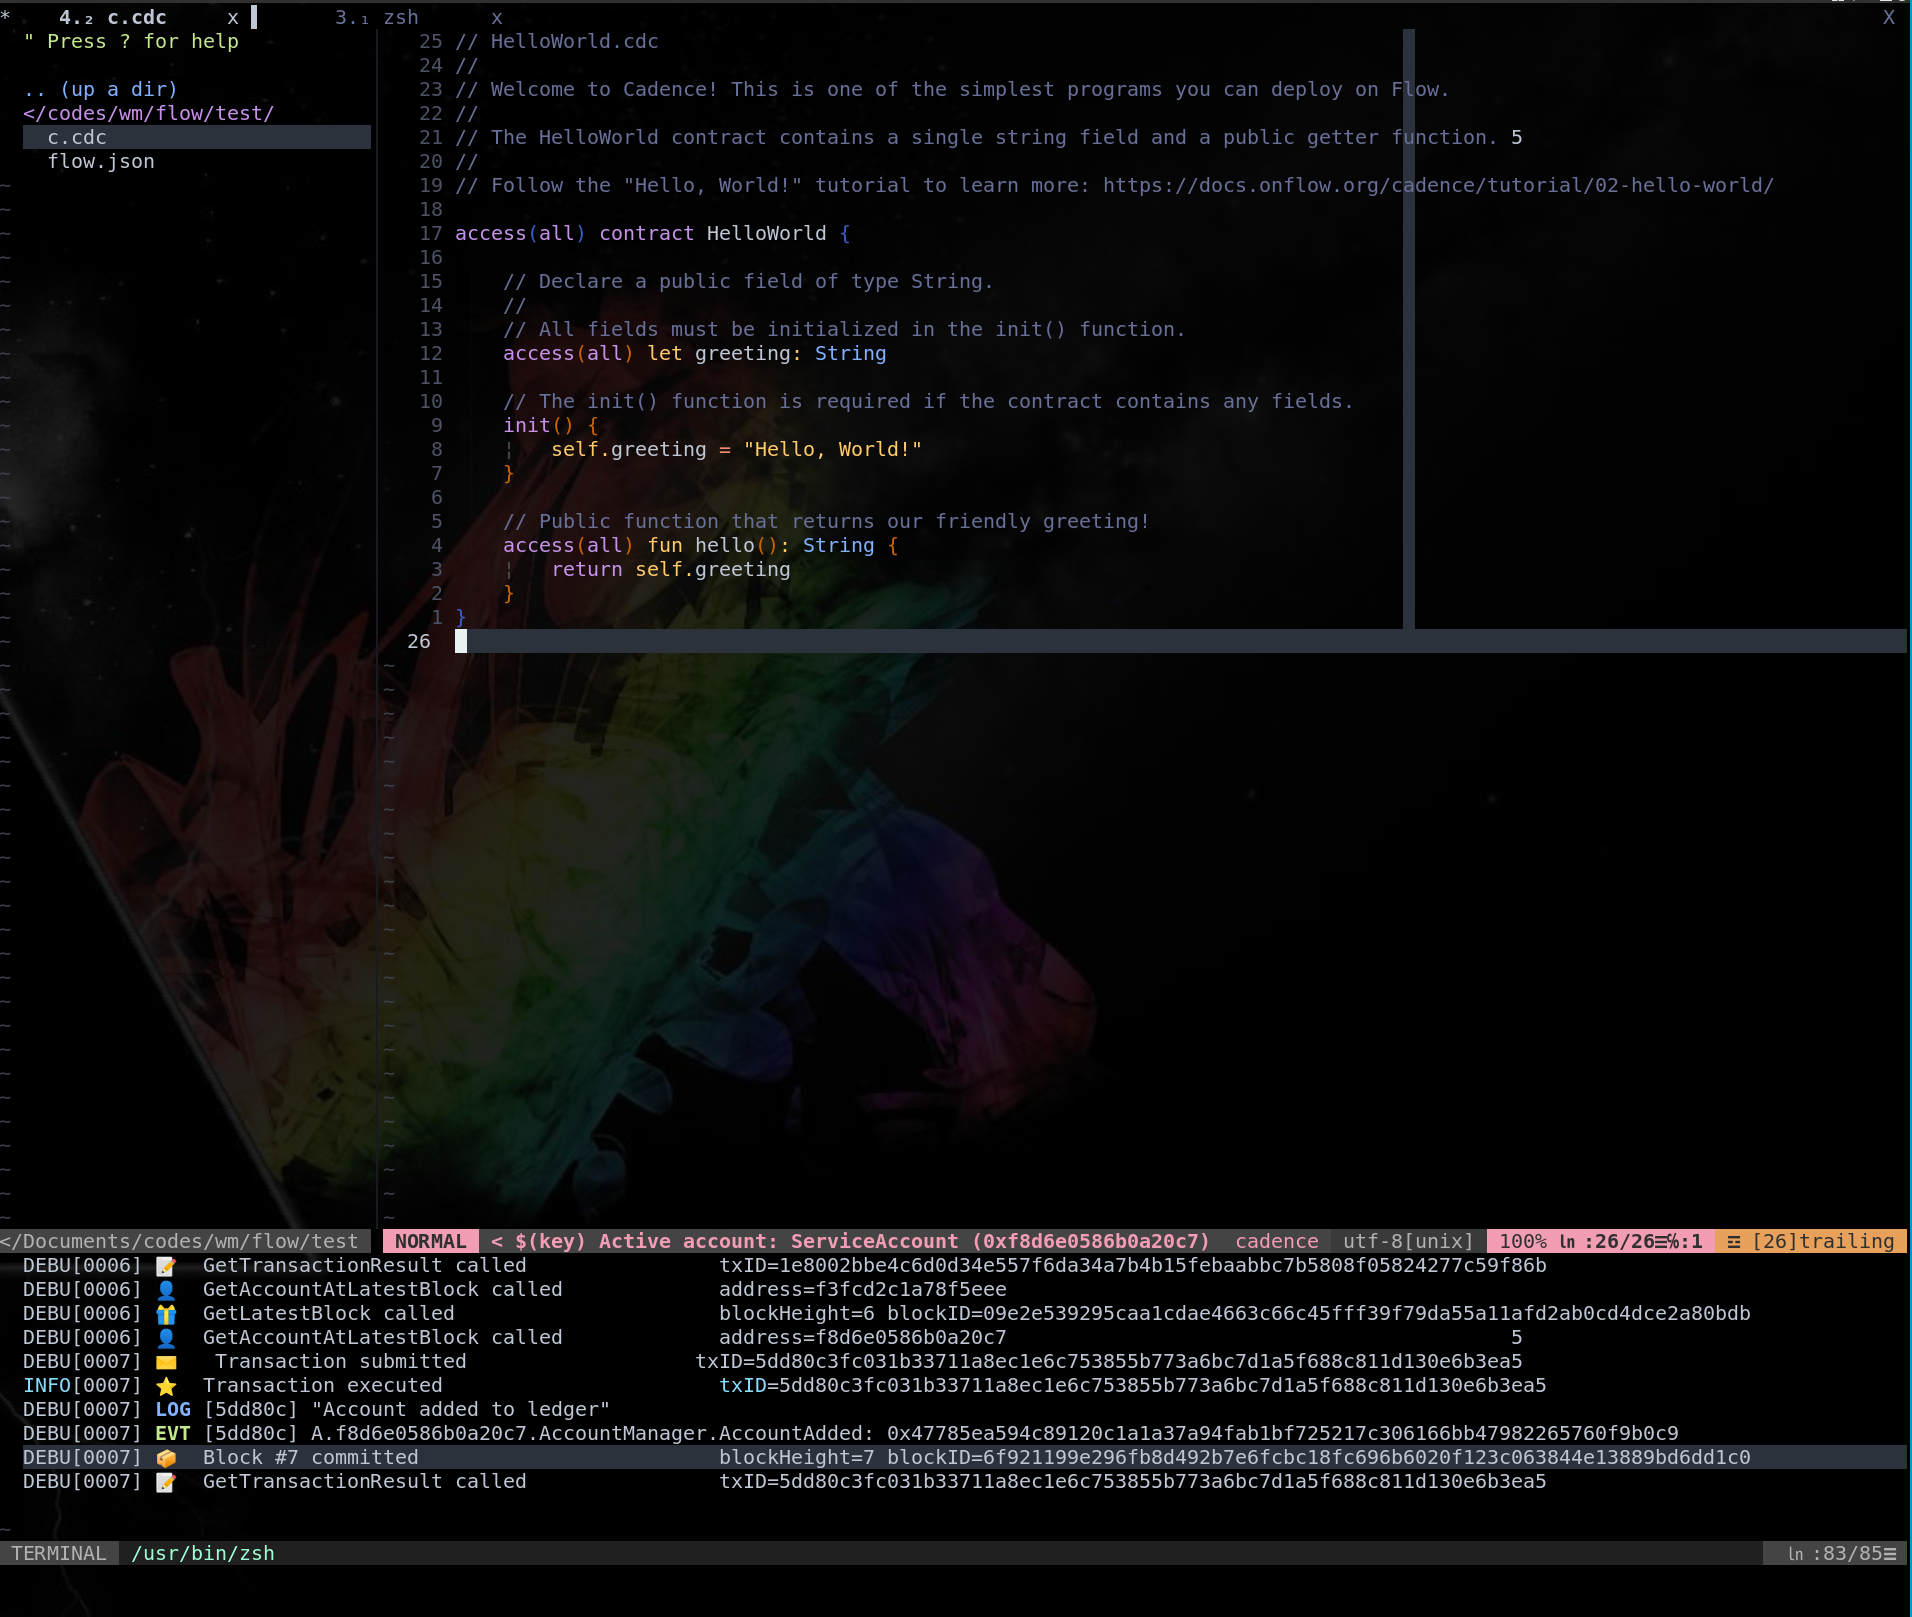 * 4.₂ c.cdc x 3.₁ zsh x X
" Press ? for help
.. (up a dir)
</codes/wm/flow/test/
c.cdc
flow.json
25 // HelloWorld.cdc
24 //
23 // Welcome to Cadence! This is one of the simplest programs you can deploy on Flow.
22 //
21 // The HelloWorld contract contains a single string field and a public getter function. 5
20 //
19 // Follow the "Hello, World!" tutorial to learn more: https://docs.onflow.org/cadence/tutorial/02-hello-world/
18
17 access(all) contract HelloWorld {
16
15     // Declare a public field of type String.
14     //
13     // All fields must be initialized in the init() function.
12     access(all) let greeting: String
11
10     // The init() function is required if the contract contains any fields.
9     init() {
8     ¦   self.greeting = "Hello, World!"
7     }
6
5     // Public function that returns our friendly greeting!
4     access(all) fun hello(): String {
3     ¦   return self.greeting
2     }
1 }
26
</Documents/codes/wm/flow/test NORMAL < $(key) Active account: ServiceAccount (0xf8d6e0586b0a20c7) cadence utf-8[unix] 100% ㏑:26/26☰℅:1 ☲ [26]trailing
DEBU[0006] 📝 GetTransactionResult called txID=1e8002bbe4c6d0d34e557f6da34a7b4b15febaabbc7b5808f05824277c59f86b
DEBU[0006] 👤 GetAccountAtLatestBlock called address=f3fcd2c1a78f5eee
DEBU[0006] 🎁 GetLatestBlock called blockHeight=6 blockID=09e2e539295caa1cdae4663c66c45fff39f79da55a11afd2ab0cd4dce2a80bdb
DEBU[0006] 👤 GetAccountAtLatestBlock called address=f8d6e0586b0a20c7 5
DEBU[0007] ✉️ Transaction submitted txID=5dd80c3fc031b33711a8ec1e6c753855b773a6bc7d1a5f688c811d130e6b3ea5
INFO[0007] ⭐ Transaction executed txID=5dd80c3fc031b33711a8ec1e6c753855b773a6bc7d1a5f688c811d130e6b3ea5
DEBU[0007] LOG [5dd80c] "Account added to ledger"
DEBU[0007] EVT [5dd80c] A.f8d6e0586b0a20c7.AccountManager.AccountAdded: 0x47785ea594c89120c1a1a37a94fab1bf725217c306166bb47982265760f9b0c9
DEBU[0007] 📦 Block #7 committed blockHeight=7 blockID=6f921199e296fb8d492b7e6fcbc18fc696b6020f123c063844e13889bd6dd1c0
DEBU[0007] 📝 GetTransactionResult called txID=5dd80c3fc031b33711a8ec1e6c753855b773a6bc7d1a5f688c811d130e6b3ea5
TERMINAL /usr/bin/zsh ㏑:83/85☰